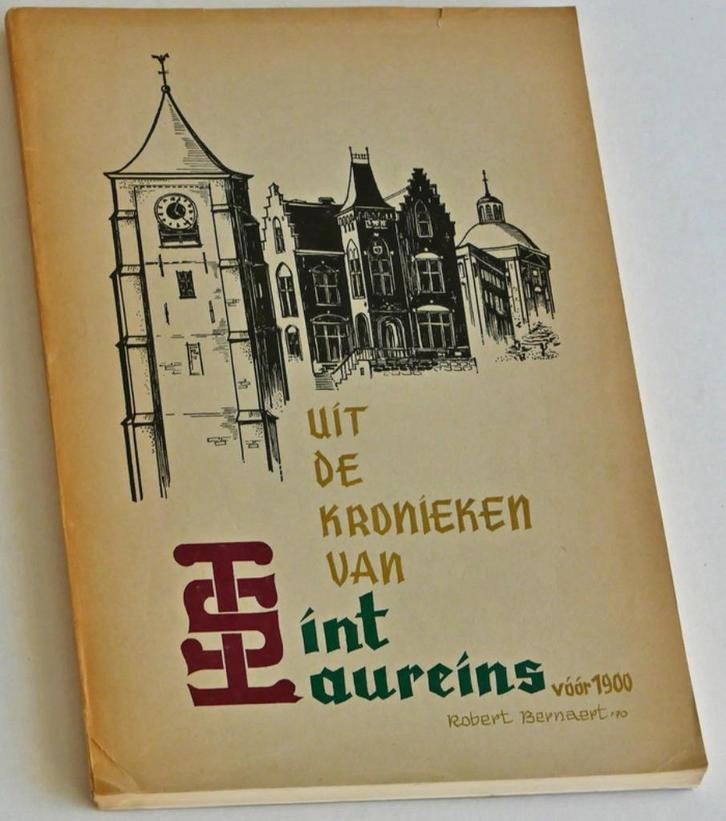 UIT
DE
KRONIEKEN
VAN
Sint
Laureins vóór 1900
Robert Bernaert '70